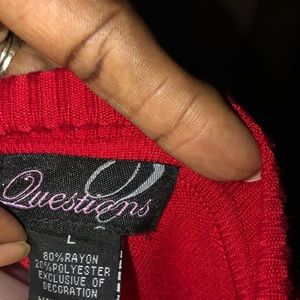 Questions
L
80%RAYON
20%POLYESTER
EXCLUSIVE OF
DECORATION